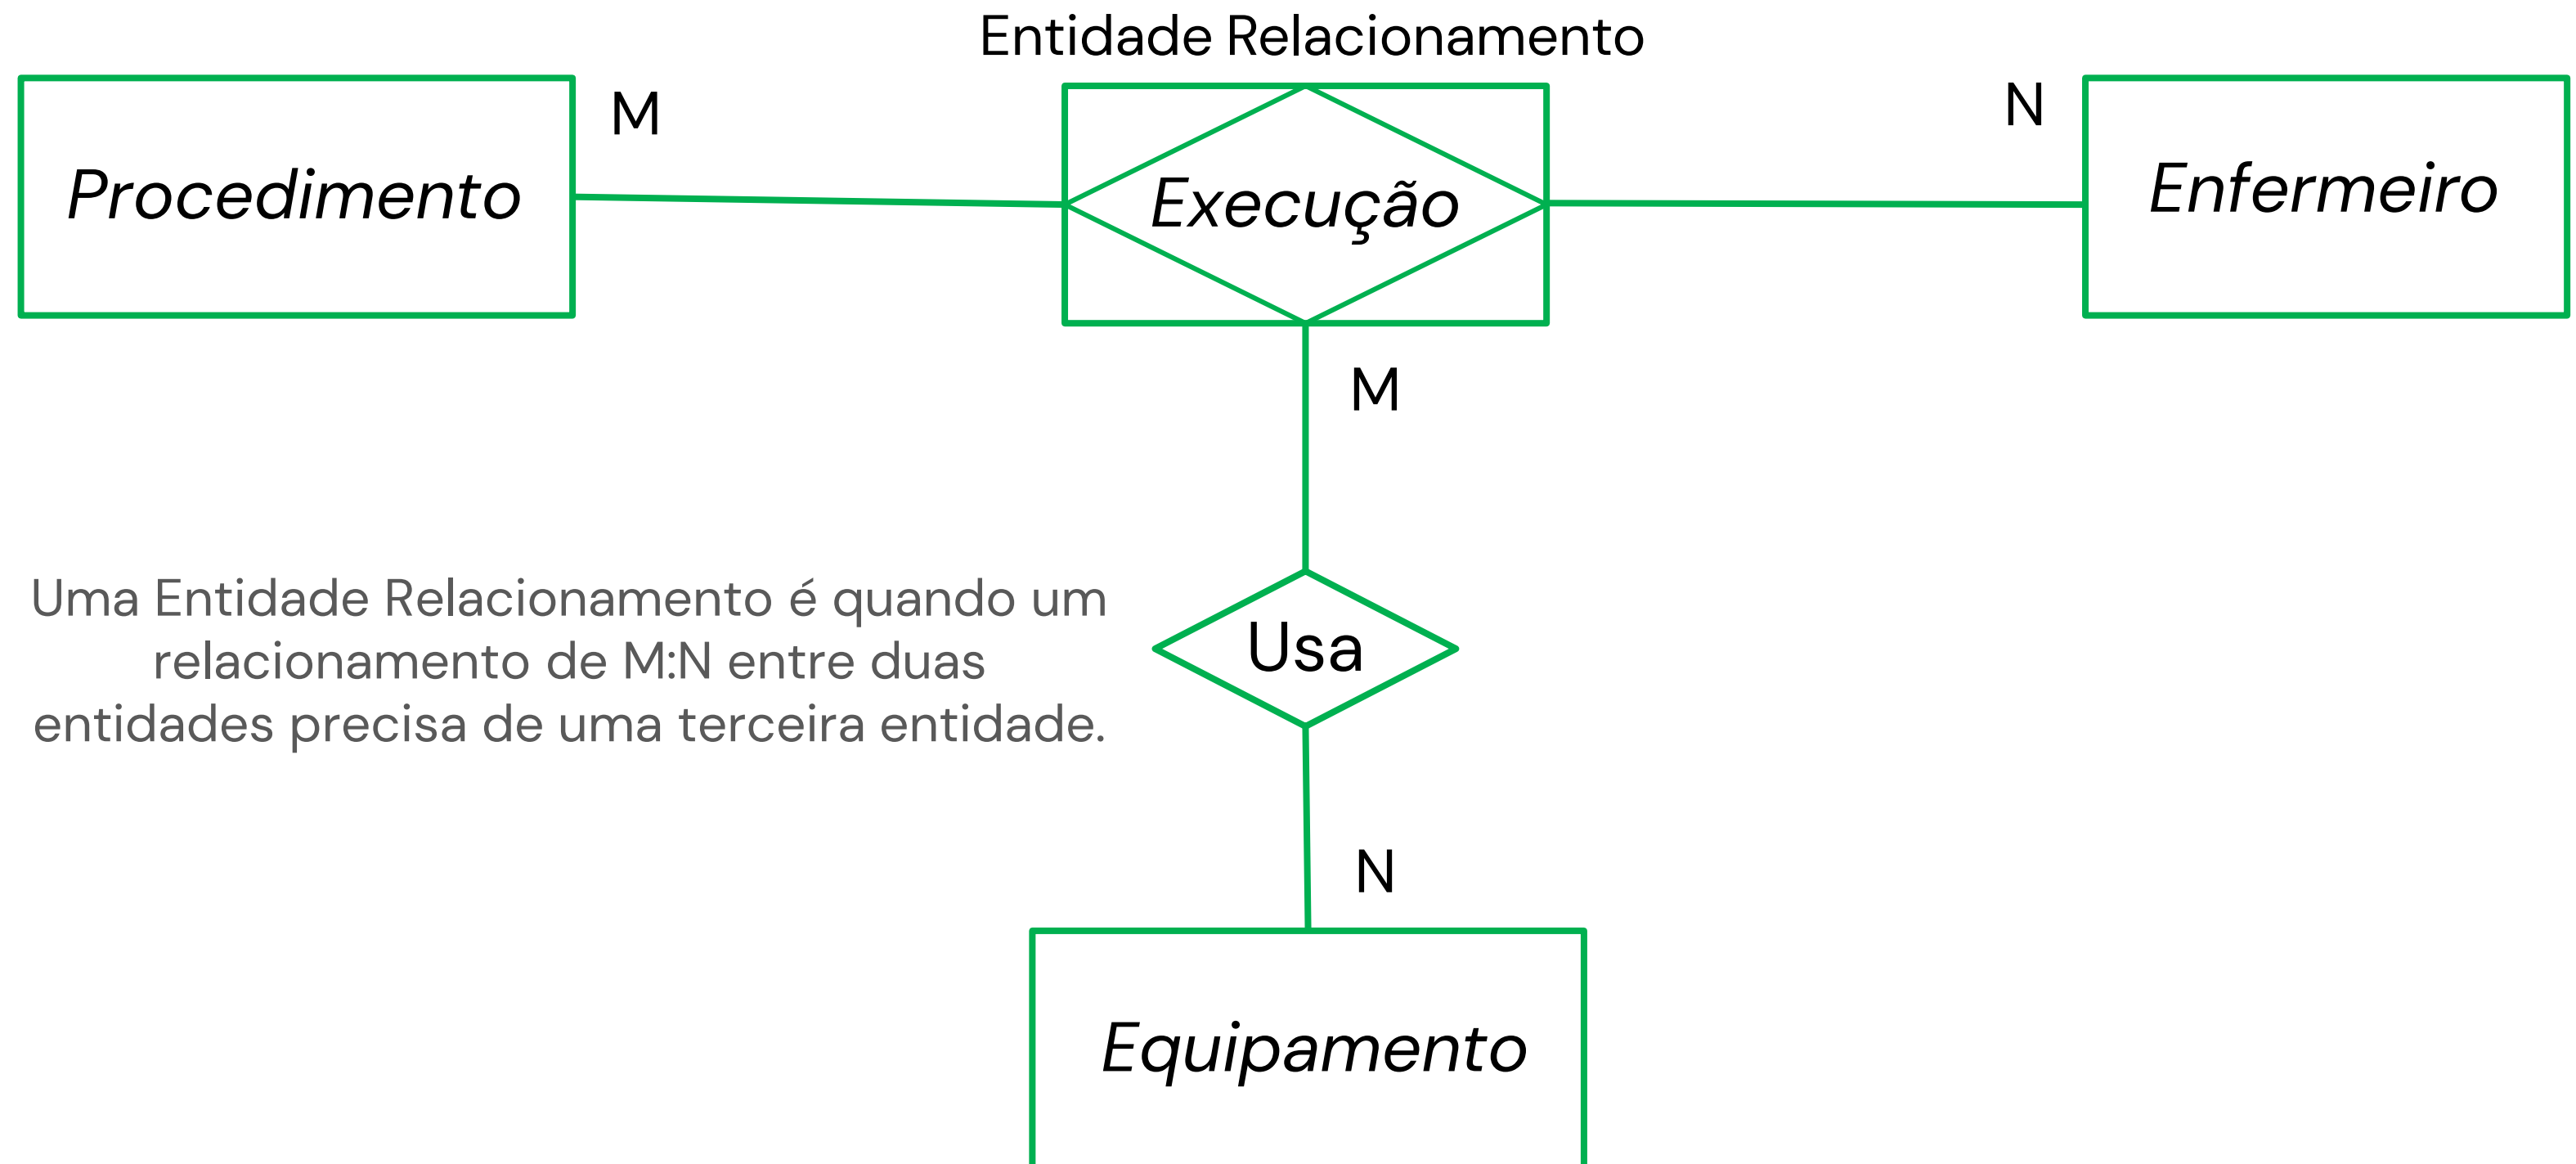 Entidade Relacionamento
Procedimento
M
Execução
N
Enfermeiro
M
Uma Entidade Relacionamento é quando um
relacionamento de M:N entre duas
entidades precisa de uma terceira entidade.
Usa
N
Equipamento